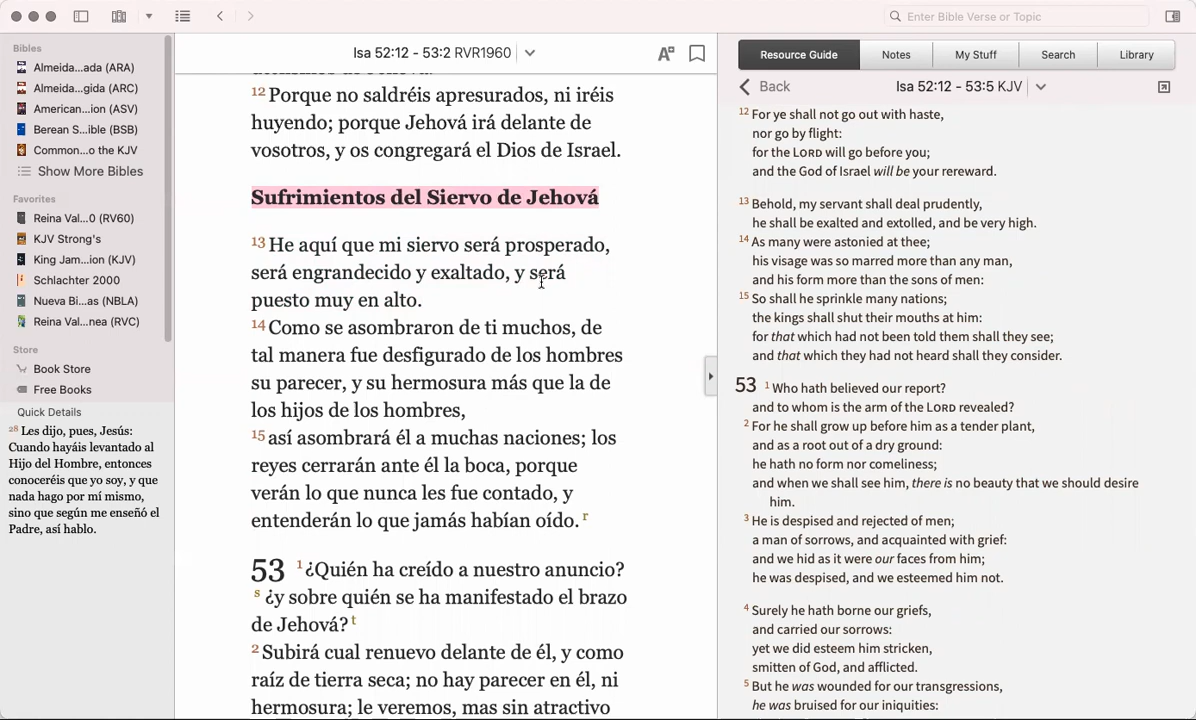 Enter Bible Verse or Topic
Bibles
Almeida...ada (ARA)
Almeida...gida (ARC)
American...ion (ASV)
Berean S...ible (BSB)
Common...o the KJV
Show More Bibles
Favorites
Reina Val...0 (RV60)
KJV Strong's
King Jam...ion (KJV)
Schlachter 2000
Nueva Bi...as (NBLA)
Reina Val...nea (RVC)
Store
Book Store
Free Books
Quick Details
28 Les dijo, pues, Jesús:
Cuando hayáis levantado al
Hijo del Hombre, entonces
conoceréis que yo soy, y que
nada hago por mí mismo,
sino que según me enseñó el
Padre, así hablo.
Isa 52:12 - 53:2 RVR1960
12 Porque no saldréis apresurados, ni iréis
huyendo; porque Jehová irá delante de
vosotros, y os congregará el Dios de Israel.
Sufrimientos del Siervo de Jehová
13 He aquí que mi siervo será prosperado,
será engrandecido y exaltado, y será
puesto muy en alto.
14 Como se asombraron de ti muchos, de
tal manera fue desfigurado de los hombres
su parecer, y su hermosura más que la de
los hijos de los hombres,
15 así asombrará él a muchas naciones; los
reyes cerrarán ante él la boca, porque
verán lo que nunca les fue contado, y
entenderán lo que jamás habían oído. r
53 1 ¿Quién ha creído a nuestro anuncio?
s ¿y sobre quién se ha manifestado el brazo
de Jehová? t
2 Subirá cual renuevo delante de él, y como
raíz de tierra seca; no hay parecer en él, ni
hermosura; le veremos, mas sin atractivo
Resource Guide
Notes
My Stuff
Search
Library
Back
Isa 52:12 - 53:5 KJV
12 For ye shall not go out with haste,
nor go by flight:
for the LORD will go before you;
and the God of Israel will be your rereward.
13 Behold, my servant shall deal prudently,
he shall be exalted and extolled, and be very high.
14 As many were astonied at thee;
his visage was so marred more than any man,
and his form more than the sons of men:
15 So shall he sprinkle many nations;
the kings shall shut their mouths at him:
for that which had not been told them shall they see;
and that which they had not heard shall they consider.
53 1 Who hath believed our report?
and to whom is the arm of the LORD revealed?
2 For he shall grow up before him as a tender plant,
and as a root out of a dry ground:
he hath no form nor comeliness;
and when we shall see him, there is no beauty that we should desire
him.
3 He is despised and rejected of men;
a man of sorrows, and acquainted with grief:
and we hid as it were our faces from him;
he was despised, and we esteemed him not.
4 Surely he hath borne our griefs,
and carried our sorrows:
yet we did esteem him stricken,
smitten of God, and afflicted.
5 But he was wounded for our transgressions,
he was bruised for our iniquities: